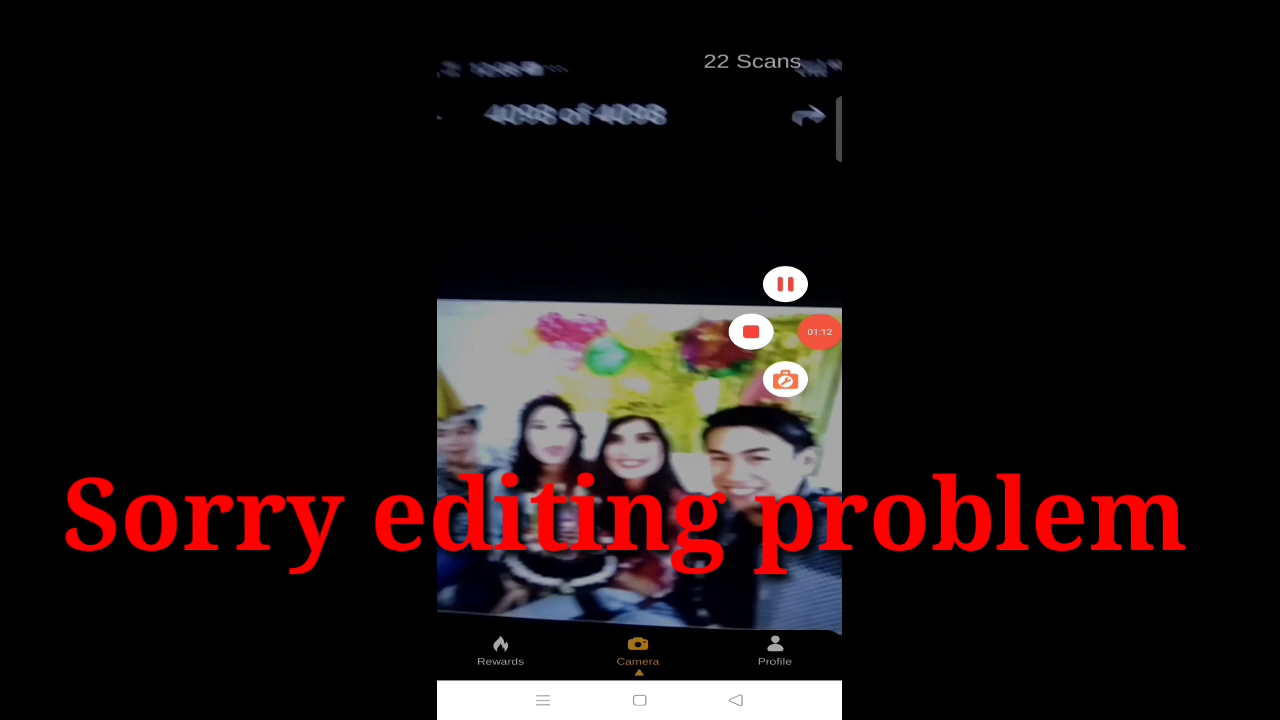 22 Scans
4098 of 4098
01:12
Sorry editing problem
Rewards
Camera
Profile